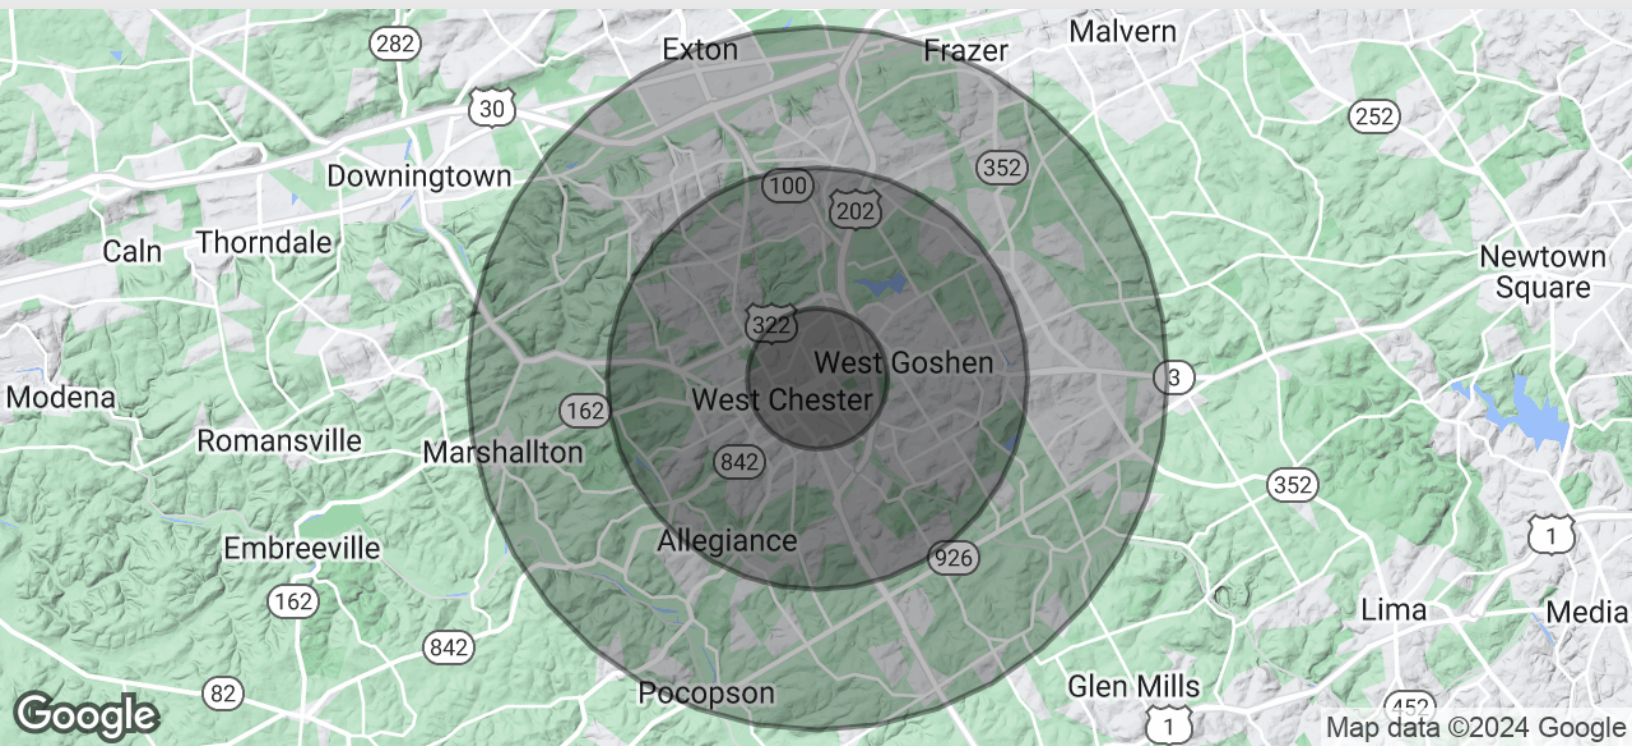 Malvern
282
Exton
Frazer
30
252
352
Downingtown
100
202
Caln
Thorndale
Newtown
Square
322
West Goshen
3
Modena
West Chester
162
Romansville
Marshallton
842
352
Allegiance
1
Embreeville
926
162
Lima
Media
842
Glen Mills
82
Pocopson
452
Google
1
Map data ©2024 Google